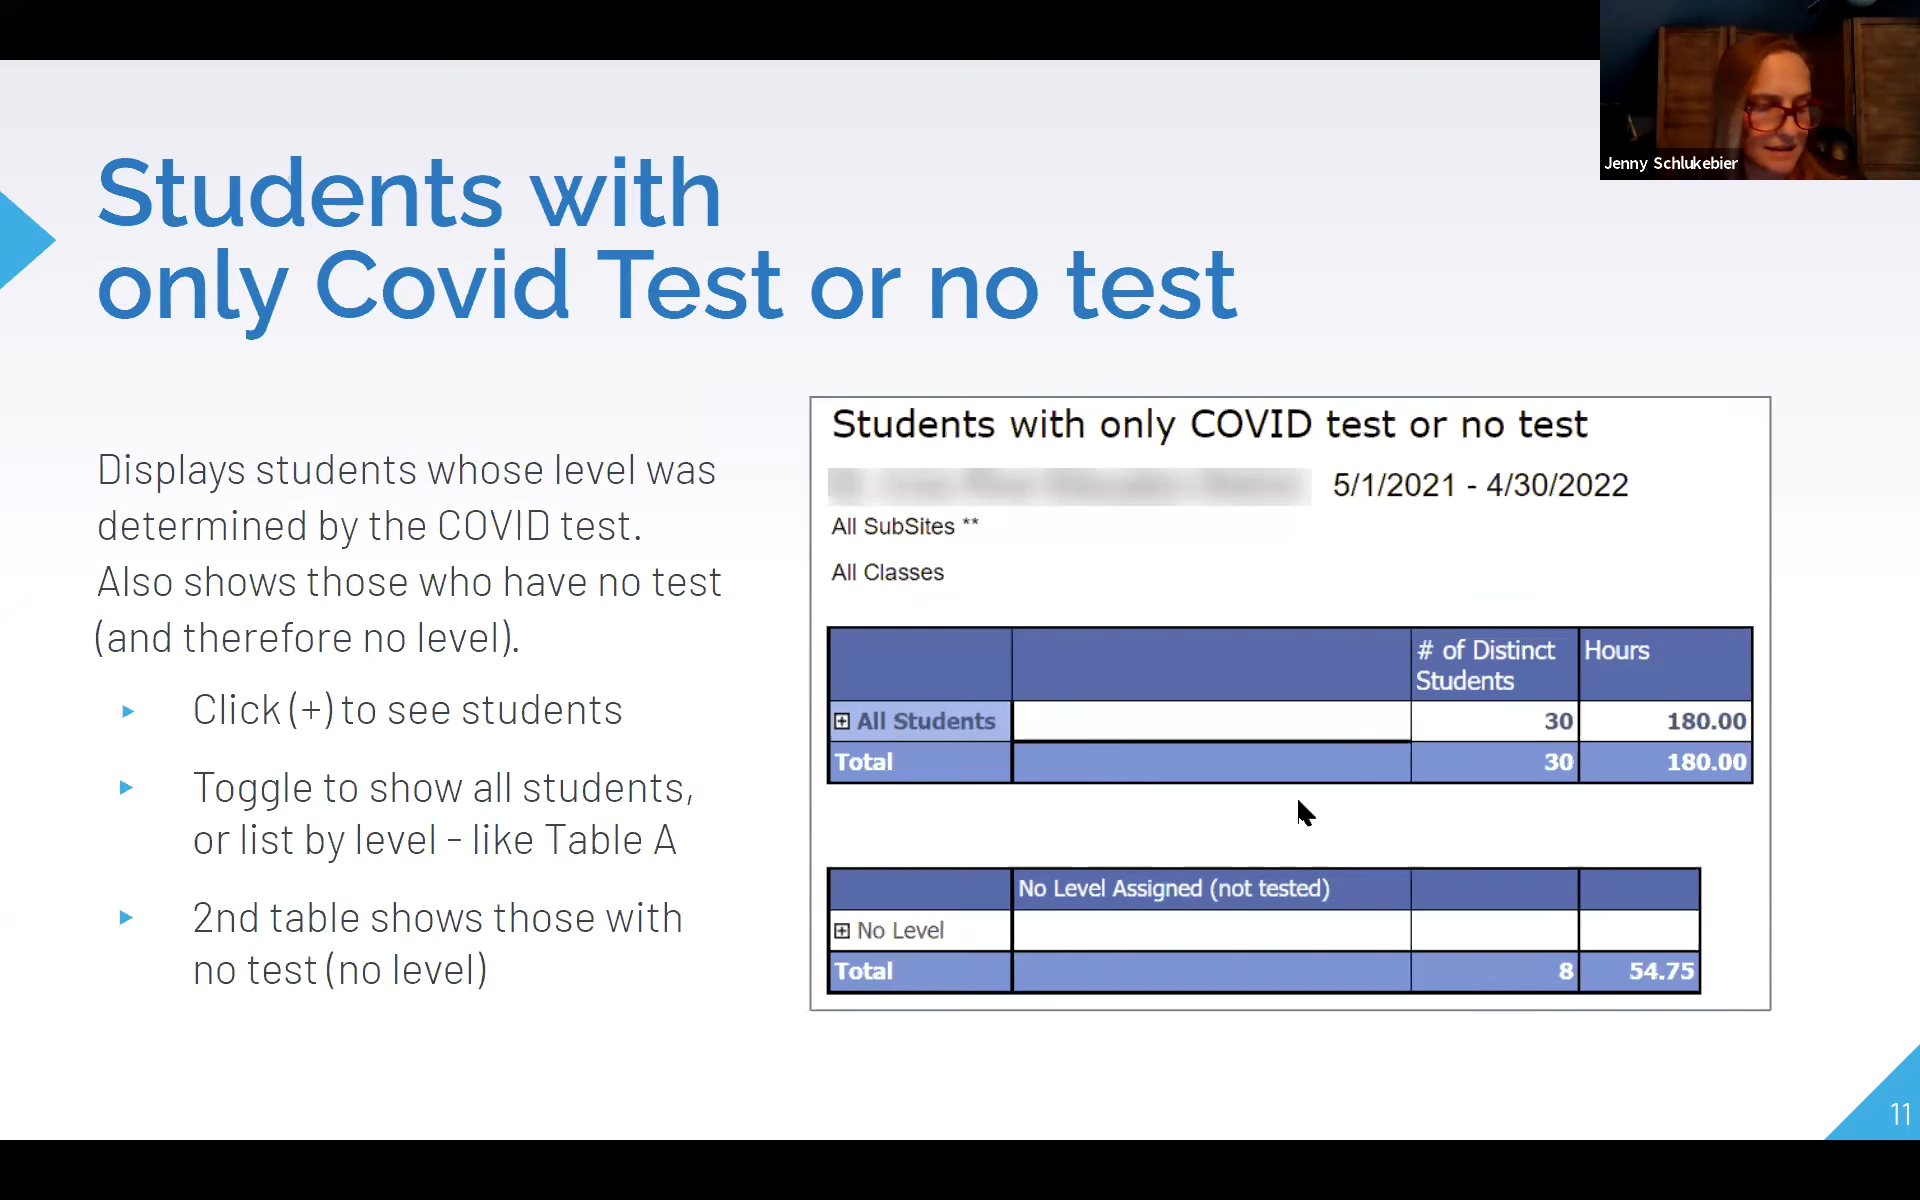 Jenny Schlukebier
Students with
only Covid Test or no test
Displays students whose level was
determined by the COVID test.
Also shows those who have no test
(and therefore no level).
▸ Click (+) to see students
▸ Toggle to show all students,
or list by level - like Table A
▸ 2nd table shows those with
no test (no level)
Students with only COVID test or no test
5/1/2021 - 4/30/2022
All SubSites **
All Classes
# of Distinct Students Hours
All Students 30 180.00
Total 30 180.00
No Level Assigned (not tested)
No Level
Total 8 54.75
11